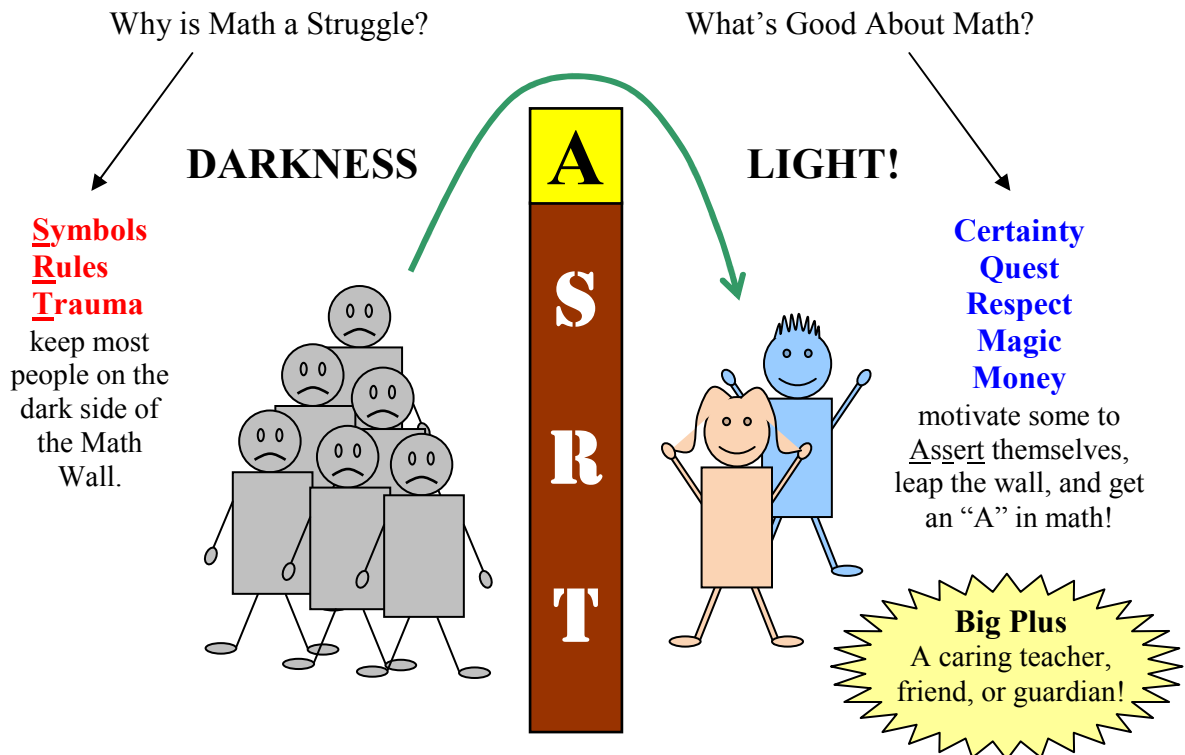 Why is Math a Struggle?
What's Good About Math?
DARKNESS
LIGHT!
A
S
R
T
Symbols
Rules
Trauma
keep most
people on the
dark side of
the Math
Wall.
Certainty
Quest
Respect
Magic
Money
motivate some to
Assert themselves,
leap the wall, and get
an “A” in math!
Big Plus
A caring teacher,
friend, or guardian!